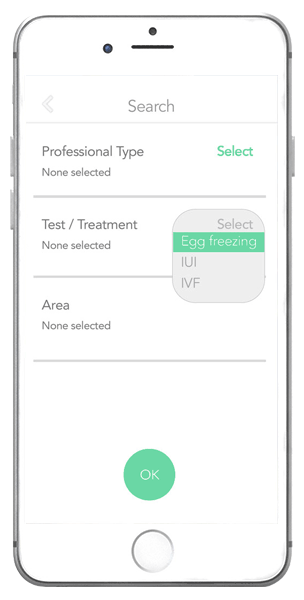 Search
Professional Type Select
None selected
Test / Treatment Select
None selected
Egg freezing
IUI
IVF
Area
None selected
OK